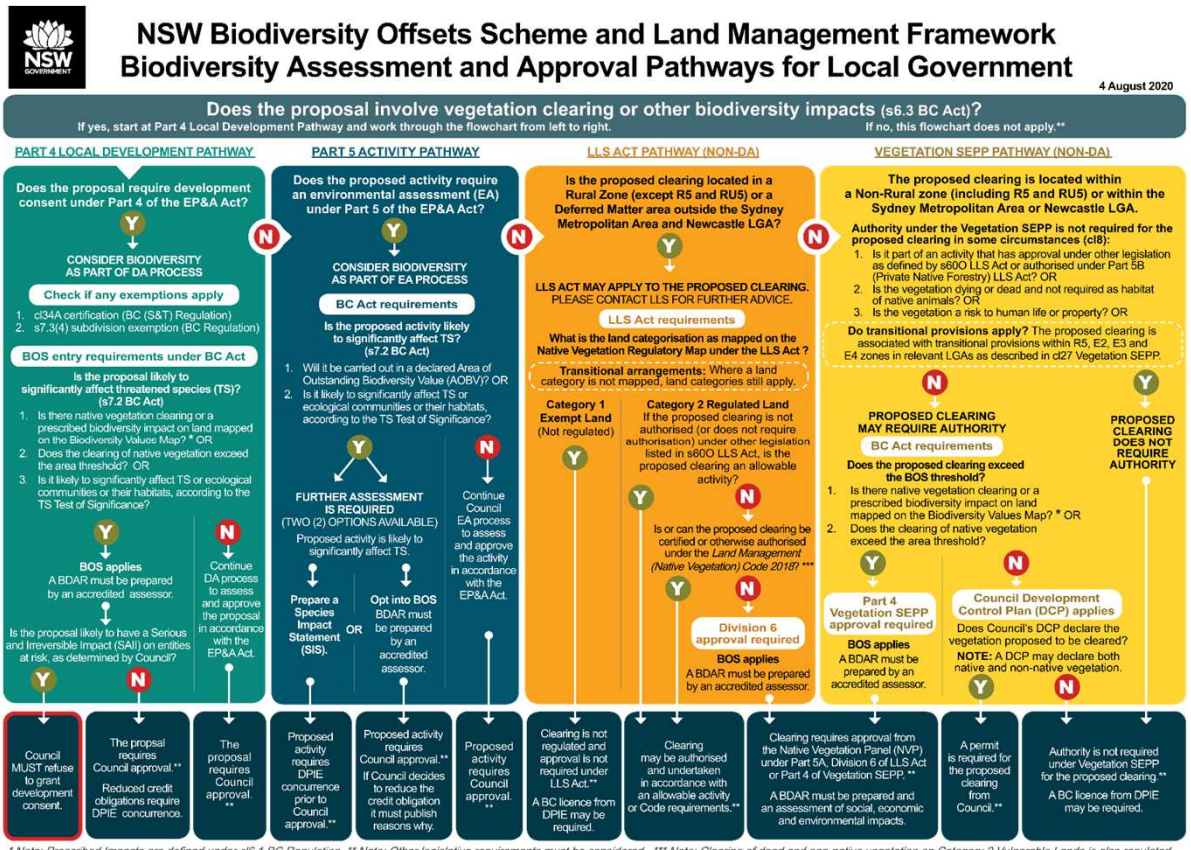 NSW
GOVERNMENT
NSW Biodiversity Offsets Scheme and Land Management Framework
Biodiversity Assessment and Approval Pathways for Local Government
4 August 2020
Does the proposal involve vegetation clearing or other biodiversity impacts (s6.3 BC Act)?
If yes, start at Part 4 Local Development Pathway and work through the flowchart from left to right.
If no, this flowchart does not apply.**
PART 4 LOCAL DEVELOPMENT PATHWAY
Does the proposal require development
consent under Part 4 of the EP&A Act?
Y
N
CONSIDER BIODIVERSITY
AS PART OF DA PROCESS
Check if any exemptions apply
1. cl34A certification (BC (S&T) Regulation)
2. s7.3(4) subdivision exemption (BC Regulation)
BOS entry requirements under BC Act
Is the proposal likely to
significantly affect threatened species (TS)?
(s7.2 BC Act)
1. Is there native vegetation clearing or a
prescribed biodiversity impact on land mapped
on the Biodiversity Values Map? * OR
2. Does the clearing of native vegetation exceed
the area threshold? OR
3. Is it likely to significantly affect TS or ecological
communities or their habitats, according to the
TS Test of Significance?
Y
BOS applies
A BDAR must be prepared
by an accredited assessor.
Is the proposal likely to have a Serious
and Irreversible Impact (SAII) on entities
at risk, as determined by Council?
Y
N
N
Continue
DA process
to assess
and approve
the proposal
in accordance
with the
EP&A Act.
Council
MUST refuse
to grant
development
consent.
The propsal
requires
Council approval.**
Reduced credit
obligations require
DPIE concurrence.
The
proposal
requires
Council
approval.
**
PART 5 ACTIVITY PATHWAY
Does the proposed activity require
an environmental assessment (EA)
under Part 5 of the EP&A Act?
Y
N
CONSIDER BIODIVERSITY
AS PART OF EA PROCESS
BC Act requirements
Is the proposed activity likely
to significantly affect TS?
(s7.2 BC Act)
1. Will it be carried out in a declared Area of
Outstanding Biodiversity Value (AOBV)? OR
2. Is it likely to significantly affect TS or
ecological communities or their habitats,
according to the TS Test of Significance?
Y
FURTHER ASSESSMENT
IS REQUIRED
(TWO (2) OPTIONS AVAILABLE)
Proposed activity is likely to
significantly affect TS.
Prepare a
Species
Impact
Statement
(SIS).
OR
Opt into BOS
BDAR must
be prepared
by an
accredited
assessor.
N
Continue
Council
EA process
to assess
and approve
the activity
in accordance
with the
EP&A Act.
Proposed
activity
requires
DPIE
concurrence
prior to
Council
approval.**
Proposed activity
requires
Council approval.**
If Council decides
to reduce the
credit obligation
it must publish
reasons why.
Proposed
activity
requires
Council
approval.
**
LLS ACT PATHWAY (NON-DA)
Is the proposed clearing located in a
Rural Zone (except R5 and RU5) or a
Deferred Matter area outside the Sydney
Metropolitan Area and Newcastle LGA?
Y
N
LLS ACT MAY APPLY TO THE PROPOSED CLEARING.
PLEASE CONTACT LLS FOR FURTHER ADVICE.
LLS Act requirements
What is the land categorisation as mapped on the
Native Vegetation Regulatory Map under the LLS Act ?
Transitional arrangements: Where a land
category is not mapped, land categories still apply.
Category 1
Exempt Land
(Not regulated)
Y
Category 2 Regulated Land
If the proposed clearing is not
authorised (or does not require
authorisation) under other legislation
listed in s60O LLS Act, is the
proposed clearing an allowable
activity?
Y
N
Is or can the proposed clearing be
certified or otherwise authorised
under the Land Management
(Native Vegetation) Code 2018? ***
Y
N
Division 6
approval required
BOS applies
A BDAR must be prepared
by an accredited assessor.
Clearing is not
regulated and
approval is not
required under
LLS Act.**
A BC licence from
DPIE may be
required.
Clearing
may be authorised
and undertaken
in accordance with
an allowable activity
or Code requirements.**
VEGETATION SEPP PATHWAY (NON-DA)
The proposed clearing is located within
a Non-Rural zone (including R5 and RU5) or within the
Sydney Metropolitan Area or Newcastle LGA.
Authority under the Vegetation SEPP is not required for the
proposed clearing in some circumstances (cl8):
1. Is it part of an activity that has approval under other legislation
as defined by s60O LLS Act or authorised under Part 5B
(Private Native Forestry) LLS Act? OR
2. Is the vegetation dying or dead and not required as habitat
of native animals? OR
3. Is the vegetation a risk to human life or property? OR
Do transitional provisions apply? The proposed clearing is
associated with transitional provisions within R5, E2, E3 and
E4 zones in relevant LGAs as described in cl27 Vegetation SEPP.
N
PROPOSED CLEARING
MAY REQUIRE AUTHORITY
BC Act requirements
Does the proposed clearing exceed
the BOS threshold?
1. Is there native vegetation clearing or a
prescribed biodiversity impact on land
mapped on the Biodiversity Values Map? * OR
2. Does the clearing of native vegetation
exceed the area threshold?
Y
PROPOSED
CLEARING
DOES NOT
REQUIRE
AUTHORITY
Y
Part 4
Vegetation SEPP
approval required
BOS applies
A BDAR must be
prepared by an
accredited assessor.
N
Council Development
Control Plan (DCP) applies
Does Council's DCP declare the
vegetation proposed to be cleared?
NOTE: A DCP may declare both
native and non-native vegetation.
Y
N
Clearing requires approval from
the Native Vegetation Panel (NVP)
under Part 5A, Division 6 of LLS Act
or Part 4 of Vegetation SEPP. **
A BDAR must be prepared and
an assessment of social, economic
and environmental impacts.
A permit
is required for
the proposed
clearing
from
Council.**
Authority is not required
under Vegetation SEPP
for the proposed clearing.**
A BC licence from DPIE
may be required.